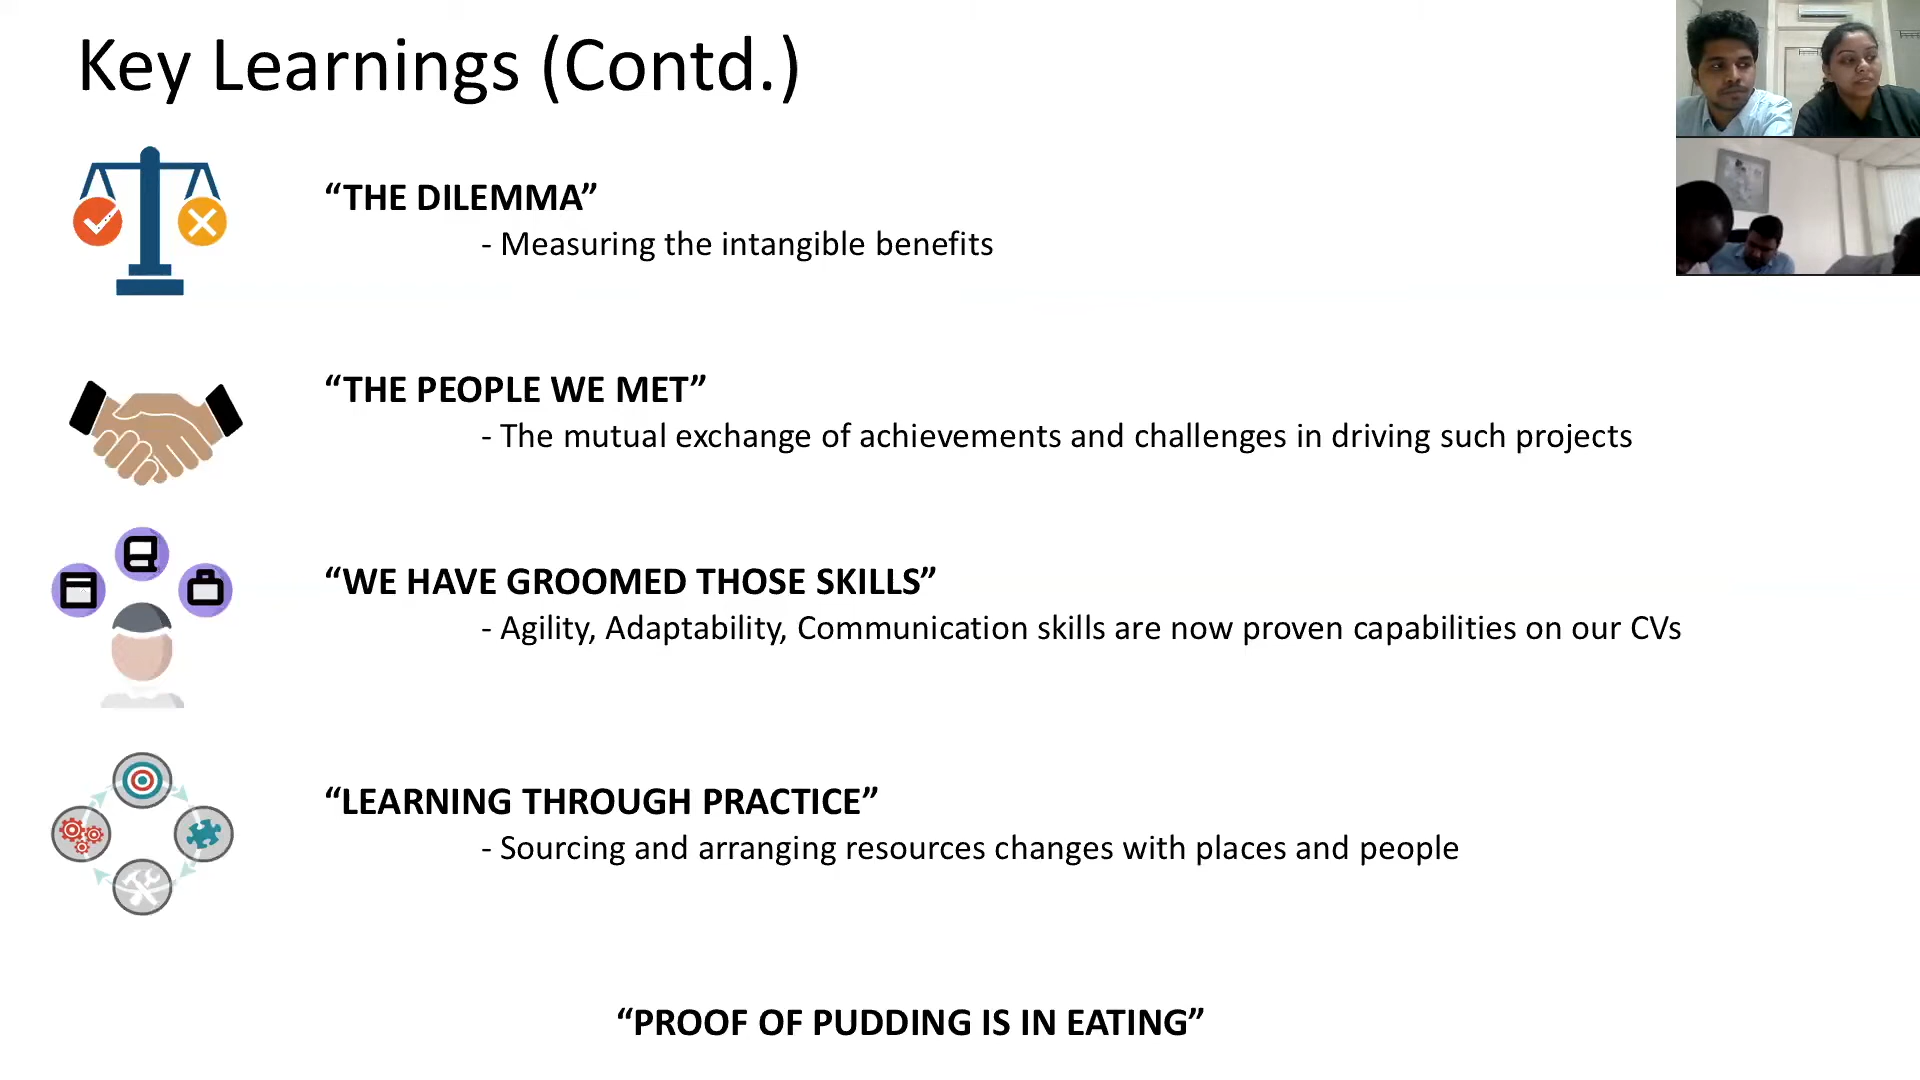 Key Learnings (Contd.)
“THE DILEMMA”
- Measuring the intangible benefits
“THE PEOPLE WE MET”
- The mutual exchange of achievements and challenges in driving such projects
“WE HAVE GROOMED THOSE SKILLS”
- Agility, Adaptability, Communication skills are now proven capabilities on our CVs
“LEARNING THROUGH PRACTICE”
- Sourcing and arranging resources changes with places and people
“PROOF OF PUDDING IS IN EATING”